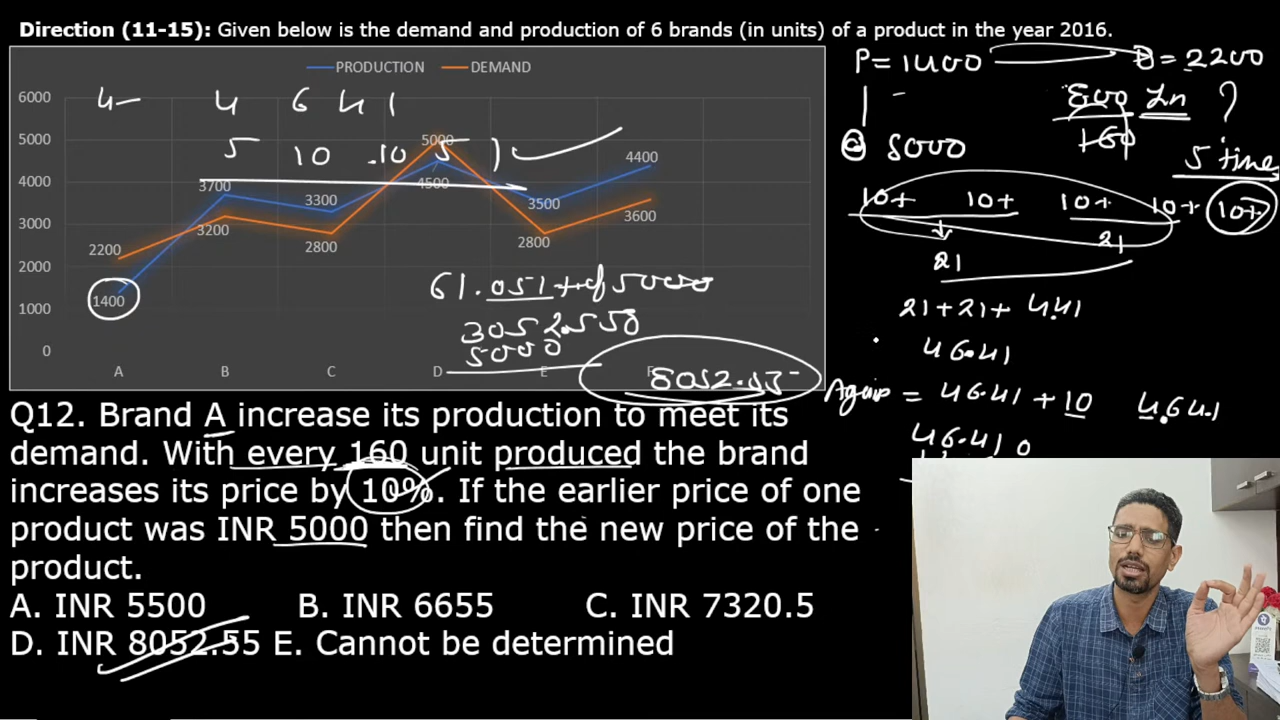 Direction (11-15): Given below is the demand and production of 6 brands (in units) of a product in the year 2016.
PRODUCTION DEMAND
6000
5000
4000
3000
2000
1000
0
2200
1400
3700
3200
3300
2800
5000
4500
3500
2800
4400
3600
A B C D E F
4 4 6 4 1
5 10 10 5 1
61.051
5000
3052.55
5000
8052.55
P = 1400 D = 2200
800
160
5000
5 times
10+ 10+ 10+ 10+ 10+
21 21
21 + 21 + 4.41
46.41
Again = 46.41 + 10 4.641
46.41
Q12. Brand A increase its production to meet its
demand. With every 160 unit produced the brand
increases its price by 10%. If the earlier price of one
product was INR 5000 then find the new price of the
product.
A. INR 5500 B. INR 6655 C. INR 7320.5
D. INR 8052.55 E. Cannot be determined